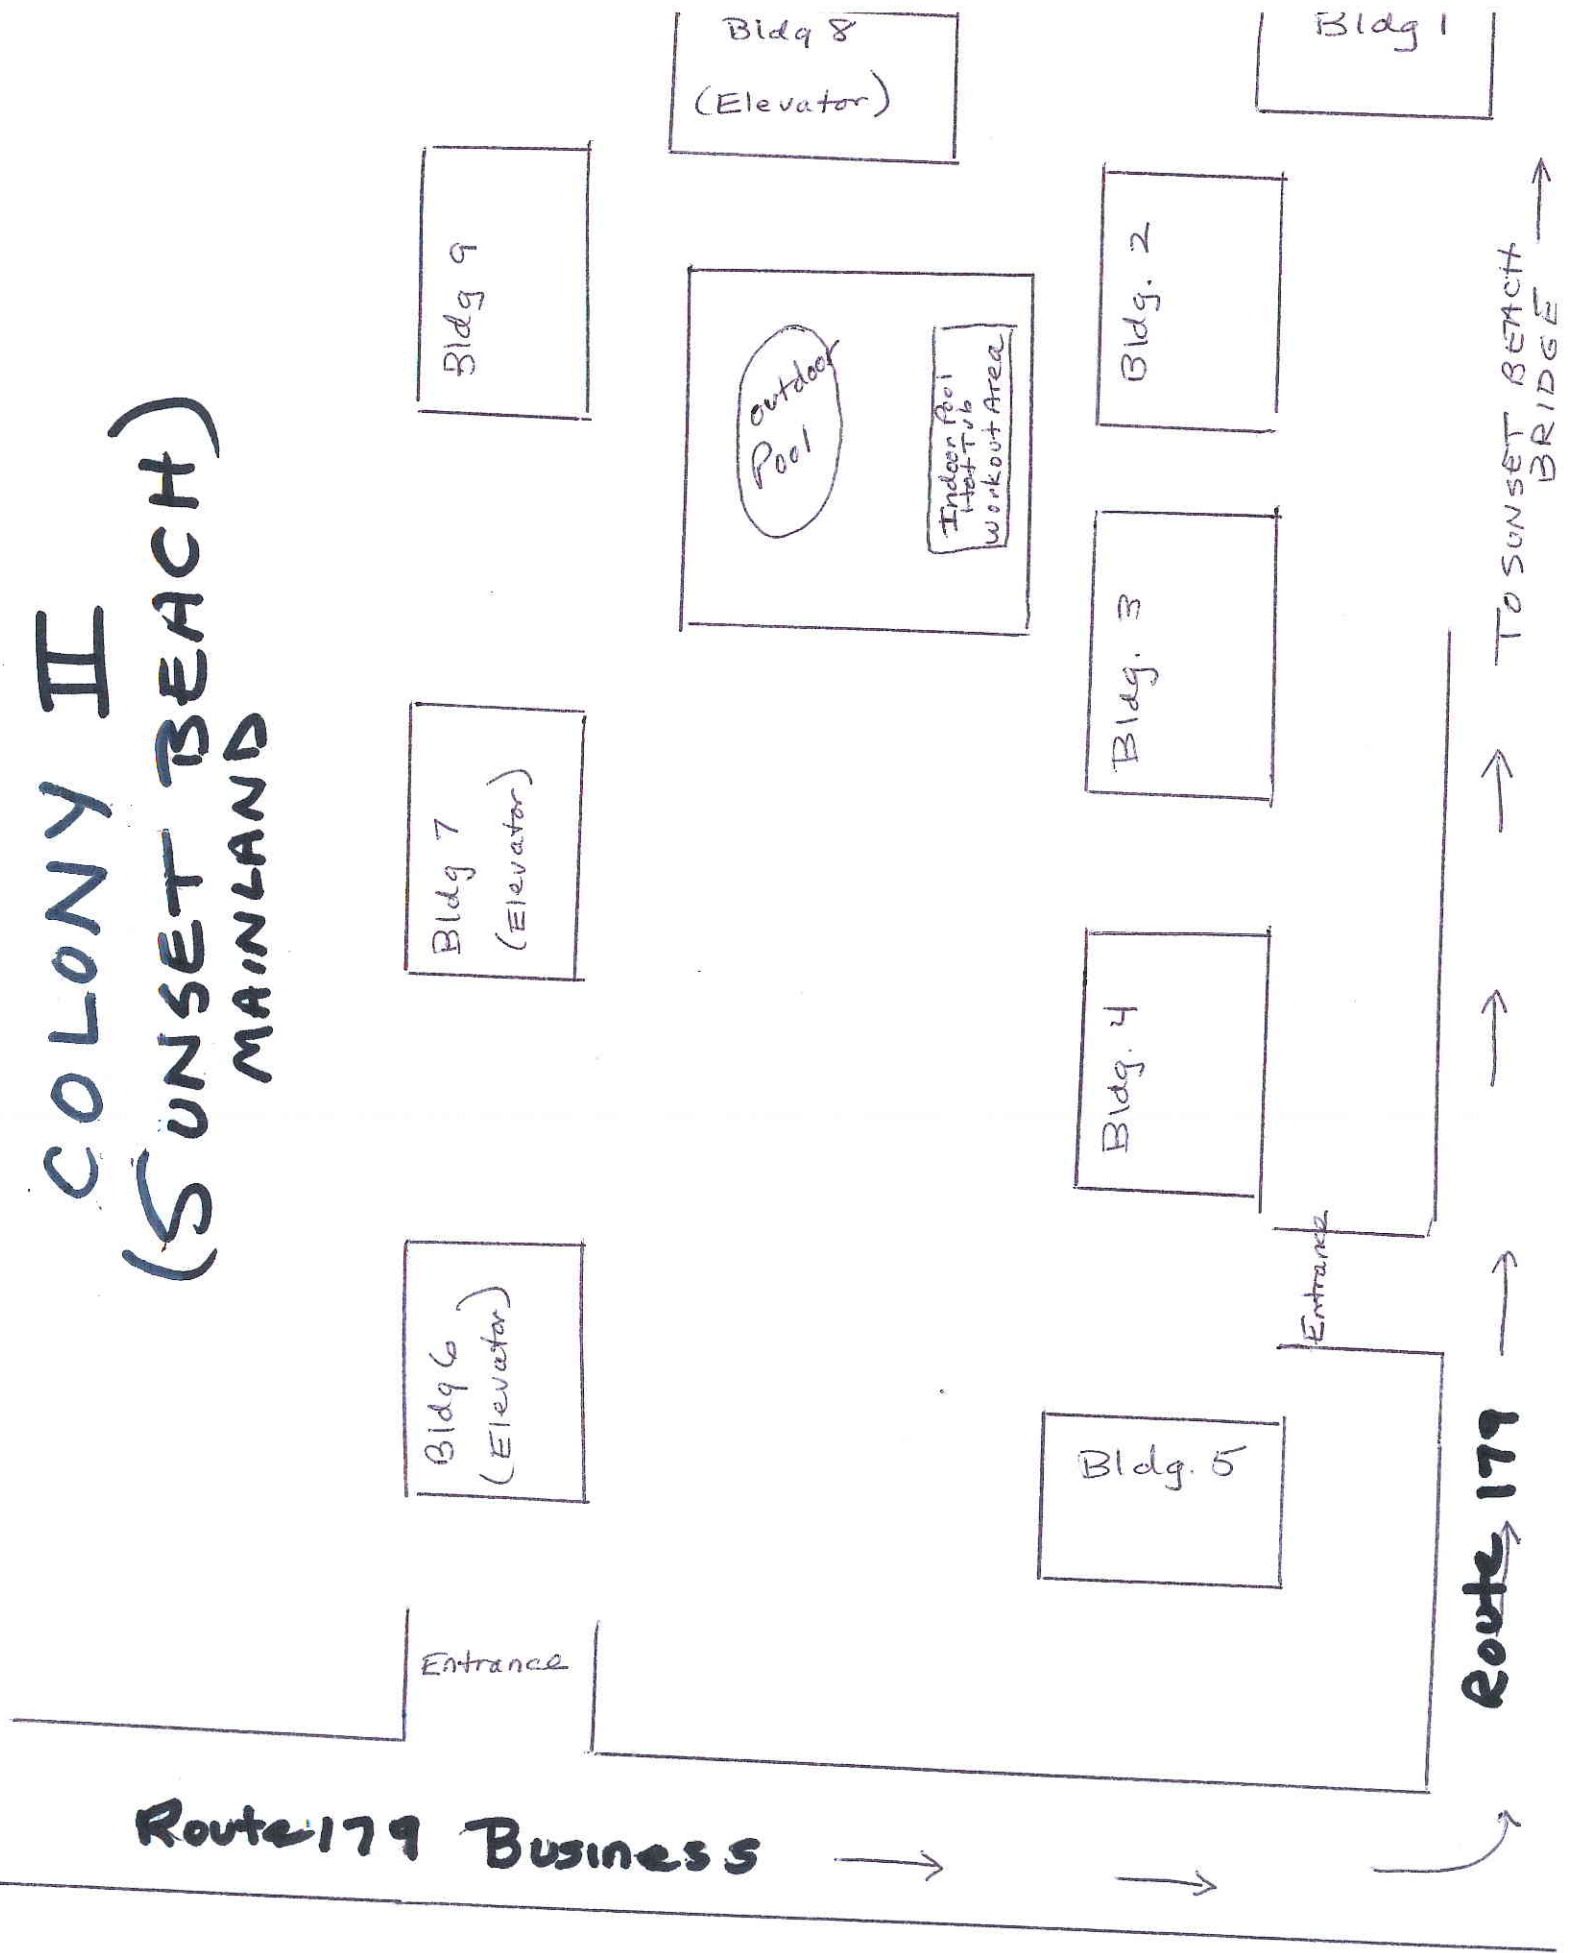 COLONY II
(SUNSET BEACH)
MAINLAND
Bldg 6
(Elevator)
Bldg 7
(Elevator)
Bldg 9
Bldg 8
(Elevator)
outdoor
Pool
Indoor Pool
Hot Tub
Workout Area
Bldg 1
Bldg. 2
Bldg. 3
Bldg. 4
Bldg. 5
Entrance
Entrance
Route 179 Business
Route 179
TO SUNSET BEACH
BRIDGE